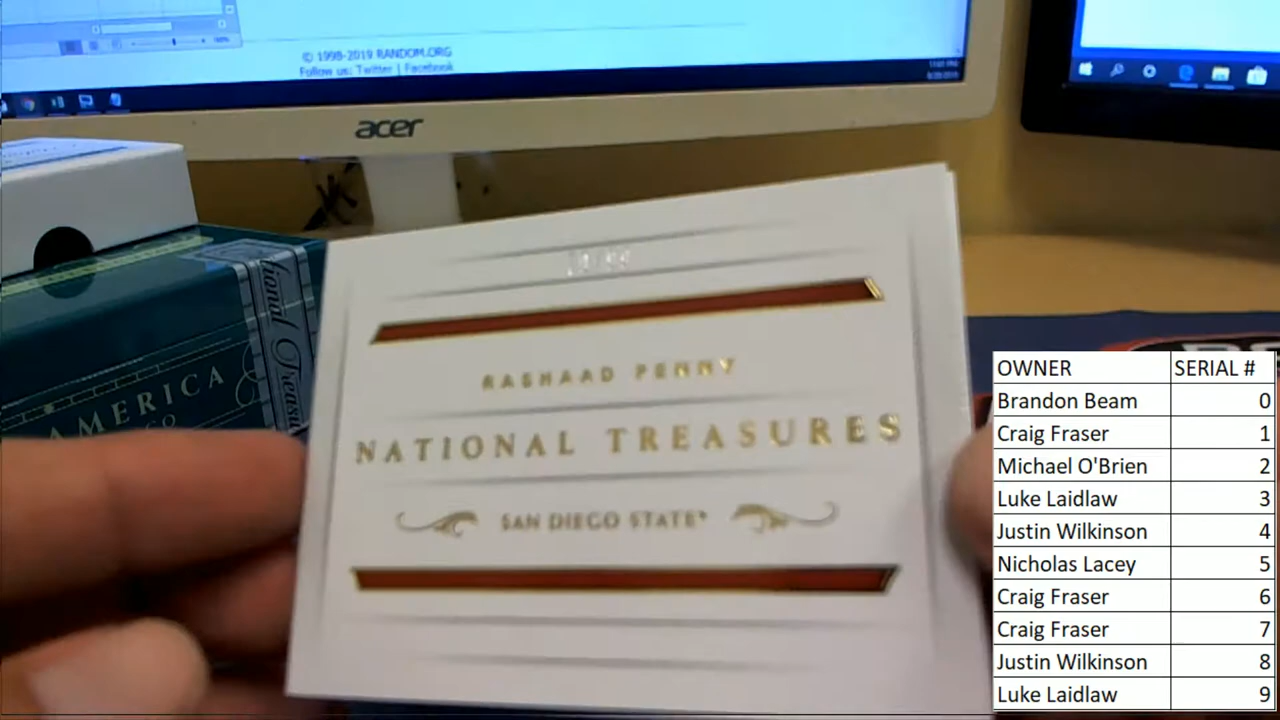 © 1998-2019 RANDOM.ORG
Follow us: Twitter | Facebook
acer
AMERICA
RASHAAD PENNY
NATIONAL TREASURES
SAN DIEGO STATE
OWNER SERIAL #
Brandon Beam 0
Craig Fraser 1
Michael O'Brien 2
Luke Laidlaw 3
Justin Wilkinson 4
Nicholas Lacey 5
Craig Fraser 6
Craig Fraser 7
Justin Wilkinson 8
Luke Laidlaw 9